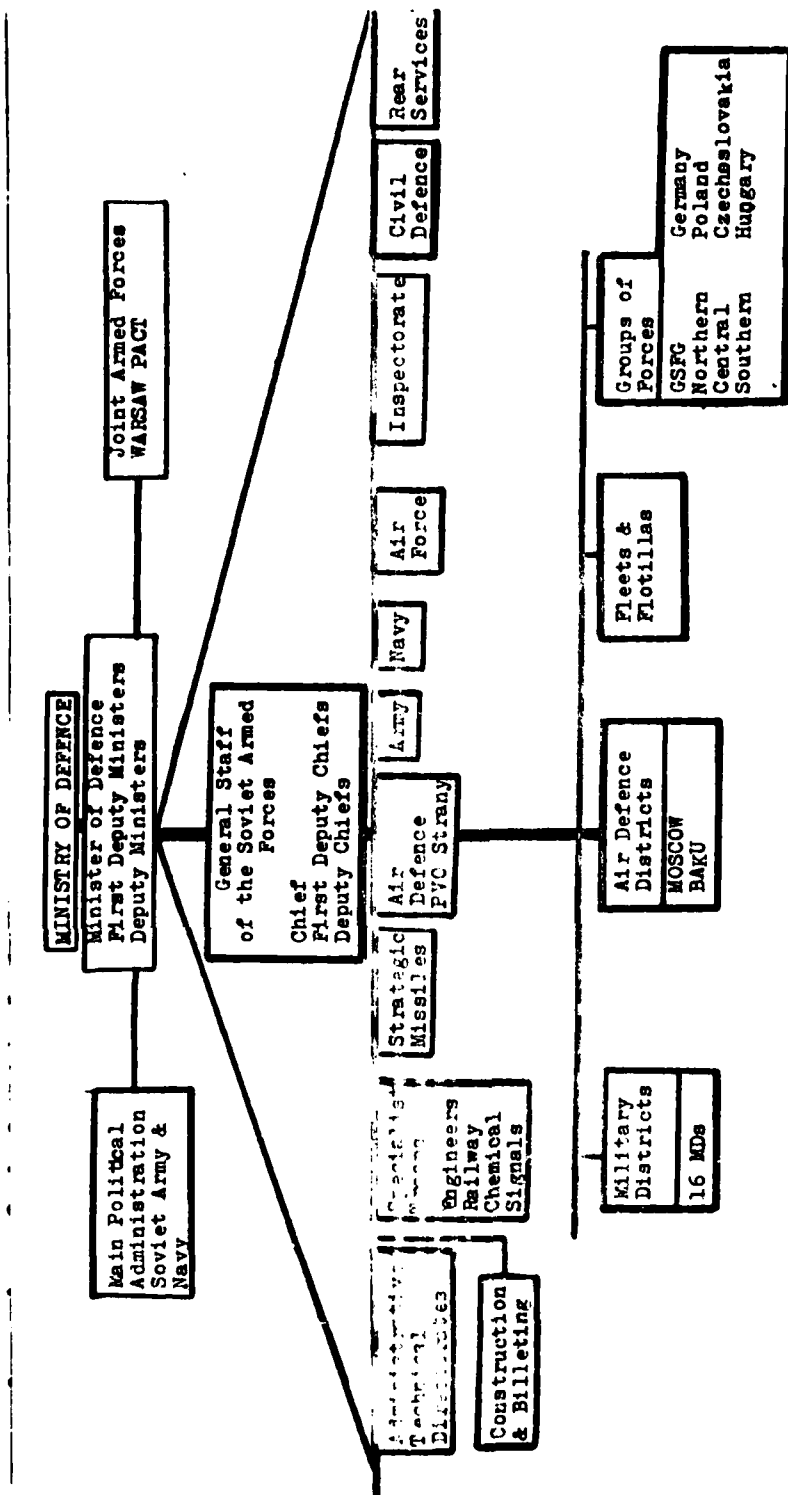 MINISTRY OF DEFENCE
Minister of Defence
First Deputy Ministers
Deputy Ministers
Main Political
Administration
Soviet Army &
Navy
Joint Armed Forces
WARSAW PACT
General Staff
of the Soviet Armed
Forces
Chief
First Deputy Chiefs
Deputy Chiefs
Technical
Construction
& Billeting
Engineers
Railway
Chemical
Signals
Strategic
Missiles
Air
Defence
PVC Strany
Army
Navy
Air
Force
Inspectorate
Civil
Defence
Rear
Services
Military
Districts
16 MDs
Air Defence
Districts
MOSCOW
BAKU
Fleets &
Flotillas
Groups of
Forces
GSFG Germany
Northern Poland
Central Czechoslovakia
Southern Hungary